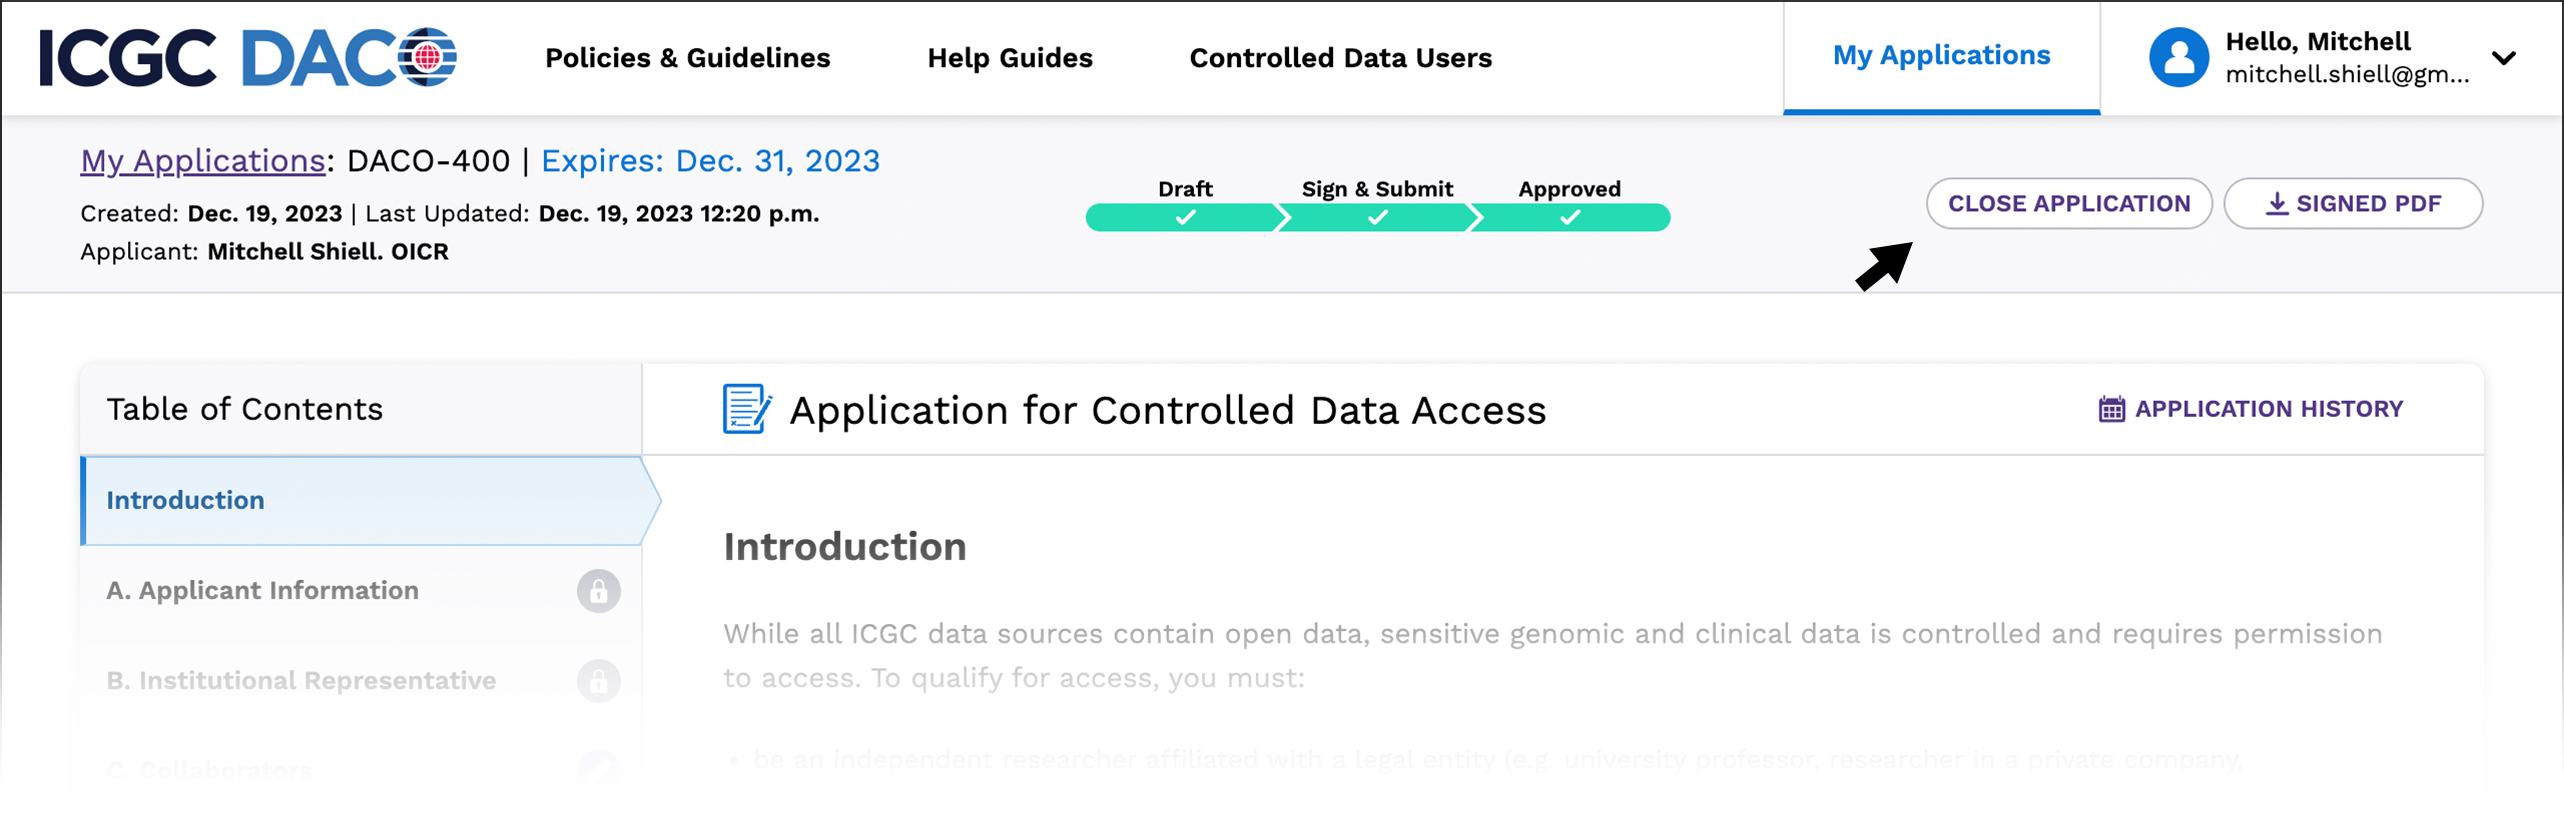 ICGC DACO
Policies & Guidelines
Help Guides
Controlled Data Users
My Applications
Hello, Mitchell
mitchell.shiell@gm...
My Applications: DACO-400 | Expires: Dec. 31, 2023
Created: Dec. 19, 2023 | Last Updated: Dec. 19, 2023 12:20 p.m.
Applicant: Mitchell Shiell. OICR
Draft
Sign & Submit
Approved
CLOSE APPLICATION
SIGNED PDF
Table of Contents
Introduction
A. Applicant Information
B. Institutional Representative
C. Collaborators
Application for Controlled Data Access
APPLICATION HISTORY
Introduction
While all ICGC data sources contain open data, sensitive genomic and clinical data is controlled and requires permission
to access. To qualify for access, you must:
• be an independent researcher affiliated with a legal entity (e.g. university professor, researcher in a private company,